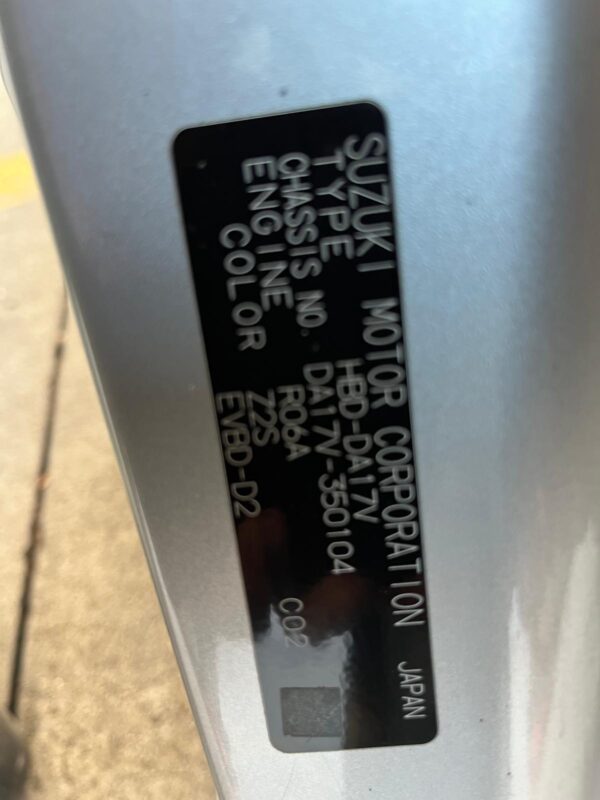 SUZUKI MOTOR CORPORATION JAPAN
TYPE HBD-DA17V
CHASSIS NO. DA17V-350104
ENGINE R06A C02
COLOR Z2S
EVBD-D2